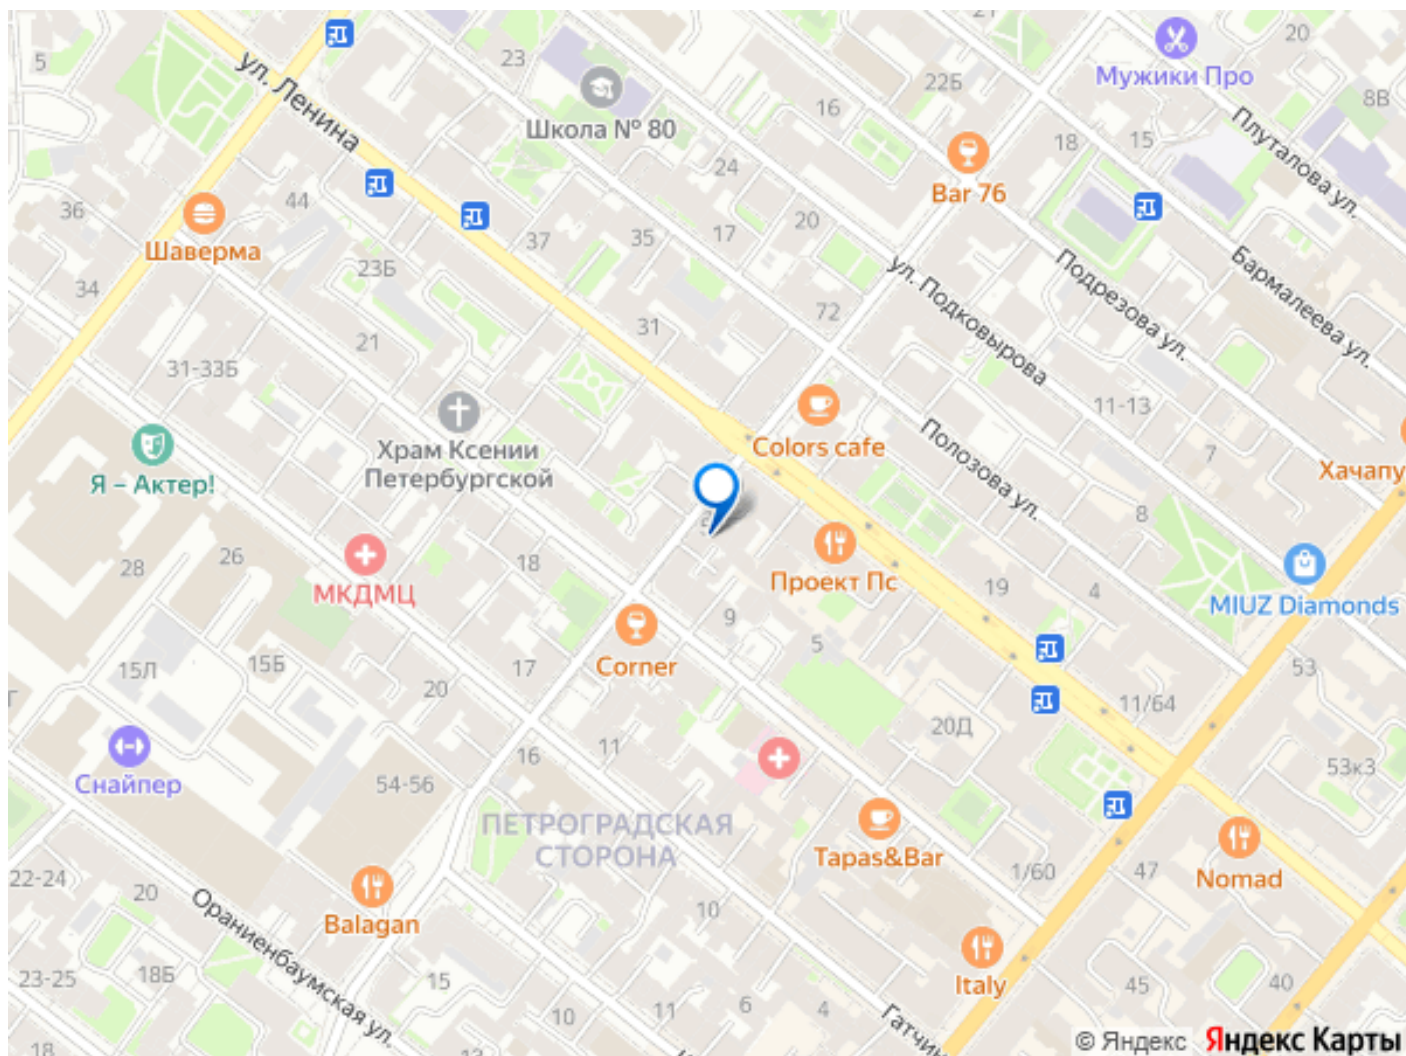 21
20
5
23
22Б
Мужики Про
ул. Ленина
8В
16
Школа № 80
18
15
Плуталова ул.
24
Bar 76
44
36
20
Шаверма
37
35
17
ул. Подковырова
Подрезова ул.
Бармалеева ул.
23Б
34
72
31
21
31-33Б
11-13
Храм Ксении
Петербургской
Colors cafe
Полозова ул.
7
Хачапу
Я – Актер!
8
28
26
18
Проект Пс
19
4
МКДМЦ
MIUZ Diamonds
9
5
Corner
15Л
15Б
17
53
20
11/64
20Д
Снайпер
11
16
54-56
53к3
ПЕТРОГРАДСКАЯ
СТОРОНА
Tapas&Bar
22-24
20
1/60
47
Nomad
Balagan
Ораниенбаумская ул.
10
23-25
18Б
15
Italy
45
40
11
6
4
10
Гатчин
18
© Яндекс Яндекс Карты